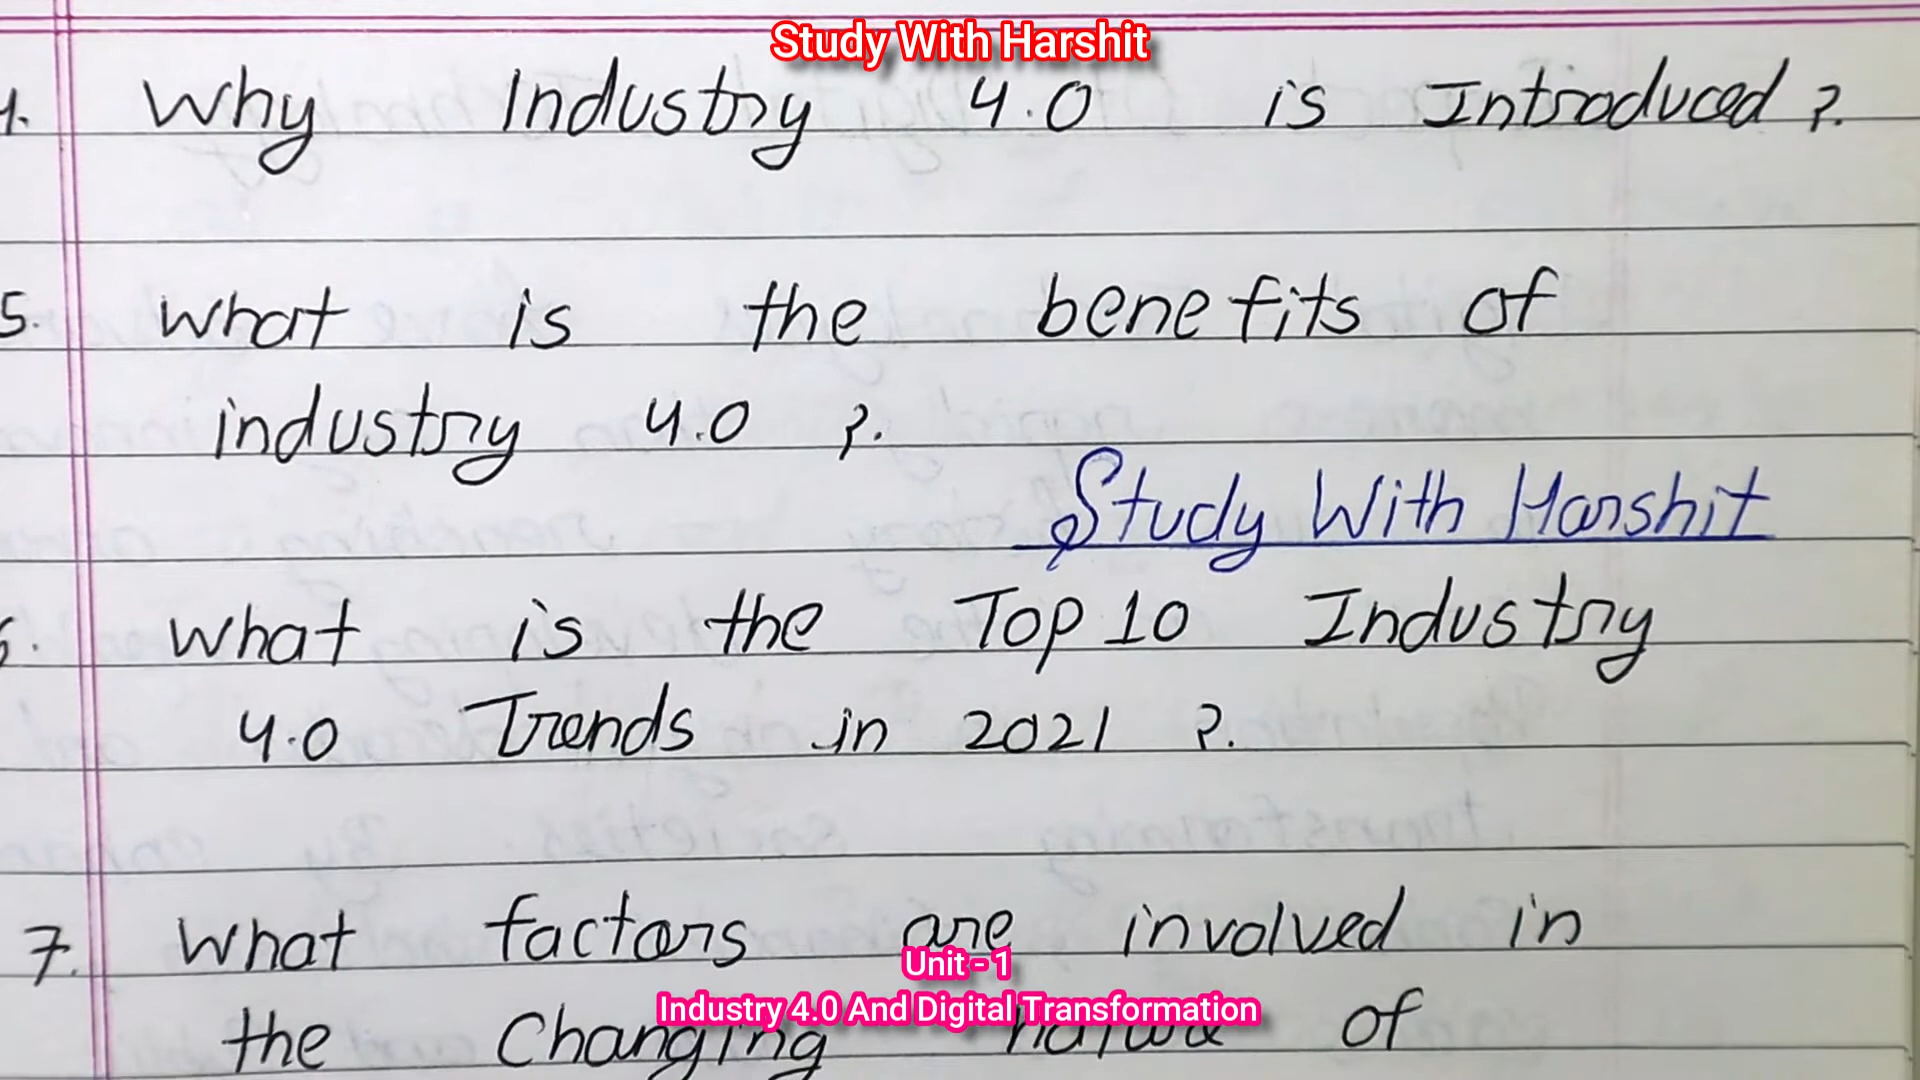 Study With Harshit
4. Why Industry 4.0 is Introduced ?.
5. What is the benefits of
industry 4.0 ?.
Study With Harshit
6. What is the Top 10 Industry
4.0 Trends in 2021 ?.
7. What factors are involved in
Unit - 1
Industry 4.0 And Digital Transformation
the Changing nature of